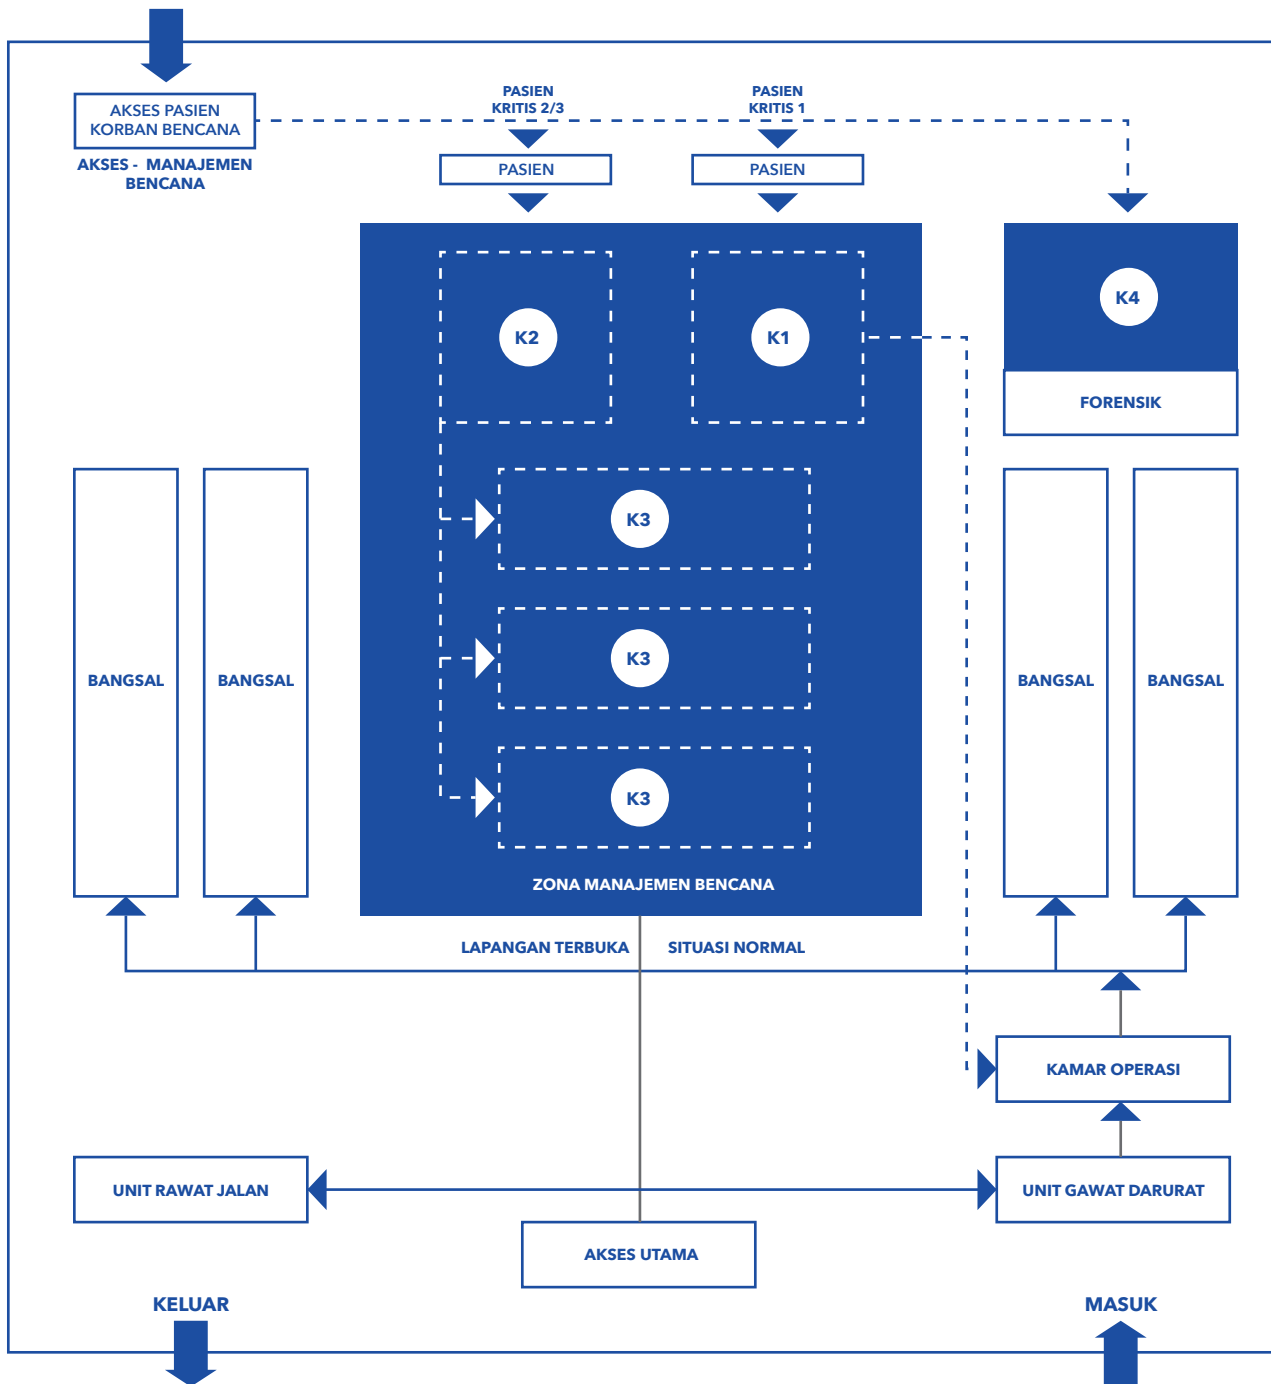 AKSES PASIEN
KORBAN BENCANA
AKSES - MANAJEMEN
BENCANA
PASIEN
KRITIS 2/3
PASIEN
KRITIS 1
PASIEN
PASIEN
K2
K1
K4
FORENSIK
K3
K3
K3
BANGSAL
BANGSAL
BANGSAL
BANGSAL
ZONA MANAJEMEN BENCANA
LAPANGAN TERBUKA
SITUASI NORMAL
KAMAR OPERASI
UNIT RAWAT JALAN
UNIT GAWAT DARURAT
AKSES UTAMA
KELUAR
MASUK